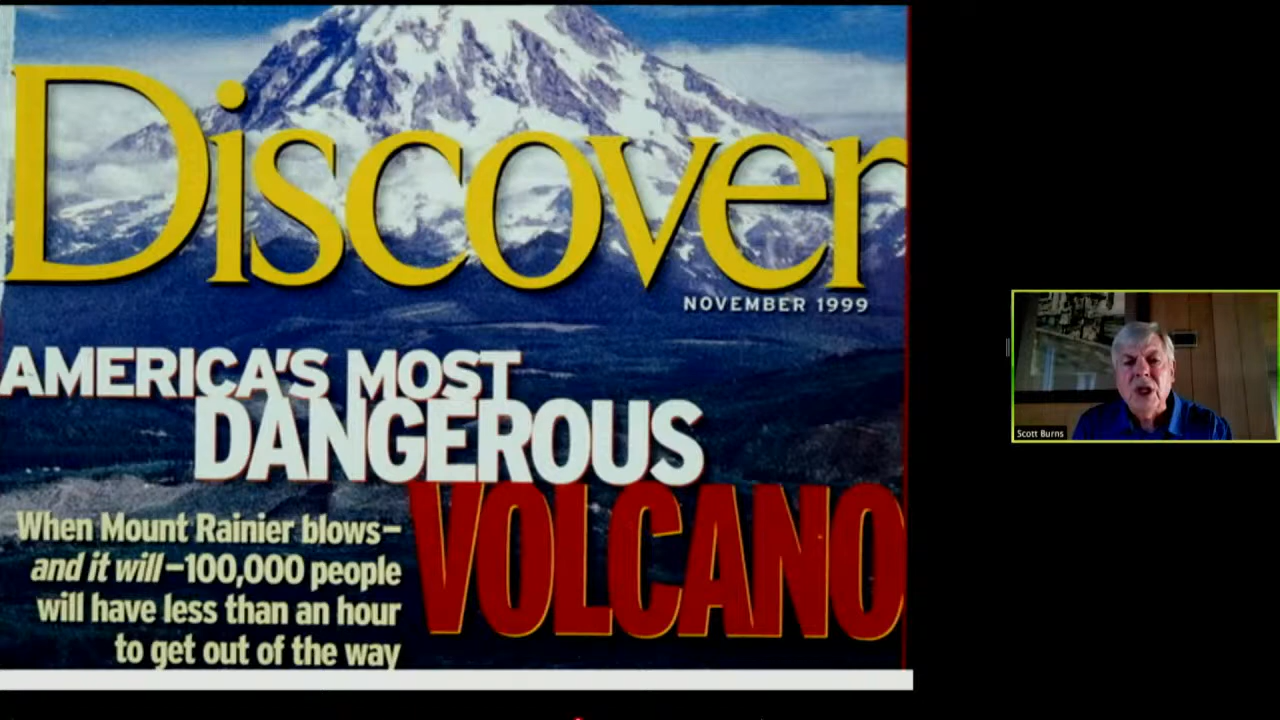 Discover
NOVEMBER 1999
AMERICA'S MOST
DANGEROUS
VOLCANO
When Mount Rainier blows–
and it will–100,000 people
will have less than an hour
to get out of the way
Scott Burns